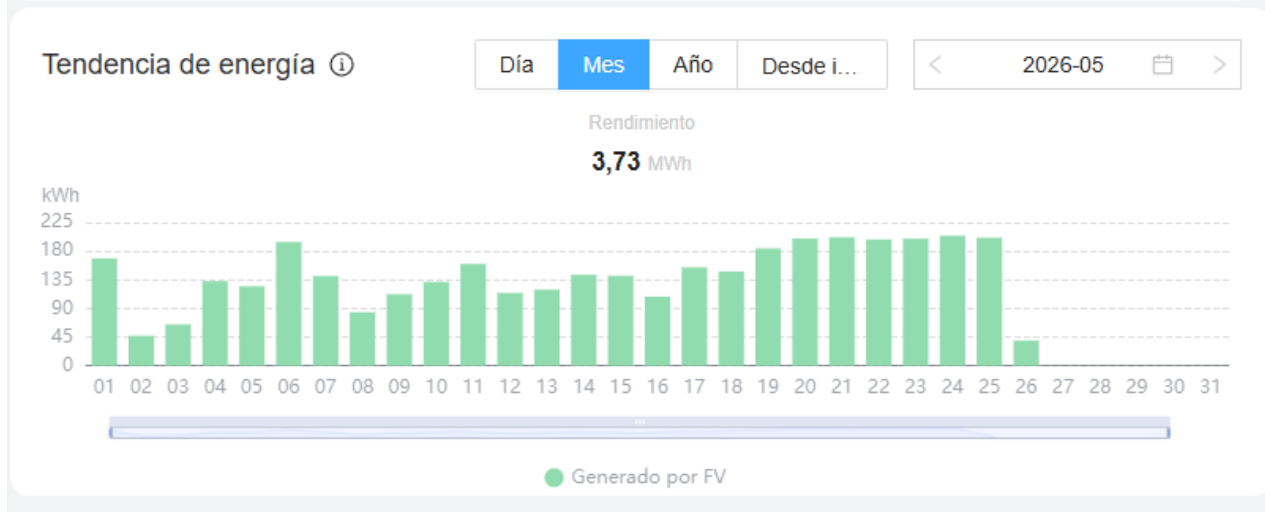 Tendencia de energía
Día Mes Año Desde i... < 2026-05 >
Rendimiento
3,73 MWh
kWh
225
180
135
90
45
0
01 02 03 04 05 06 07 08 09 10 11 12 13 14 15 16 17 18 19 20 21 22 23 24 25 26 27 28 29 30 31
Generado por FV